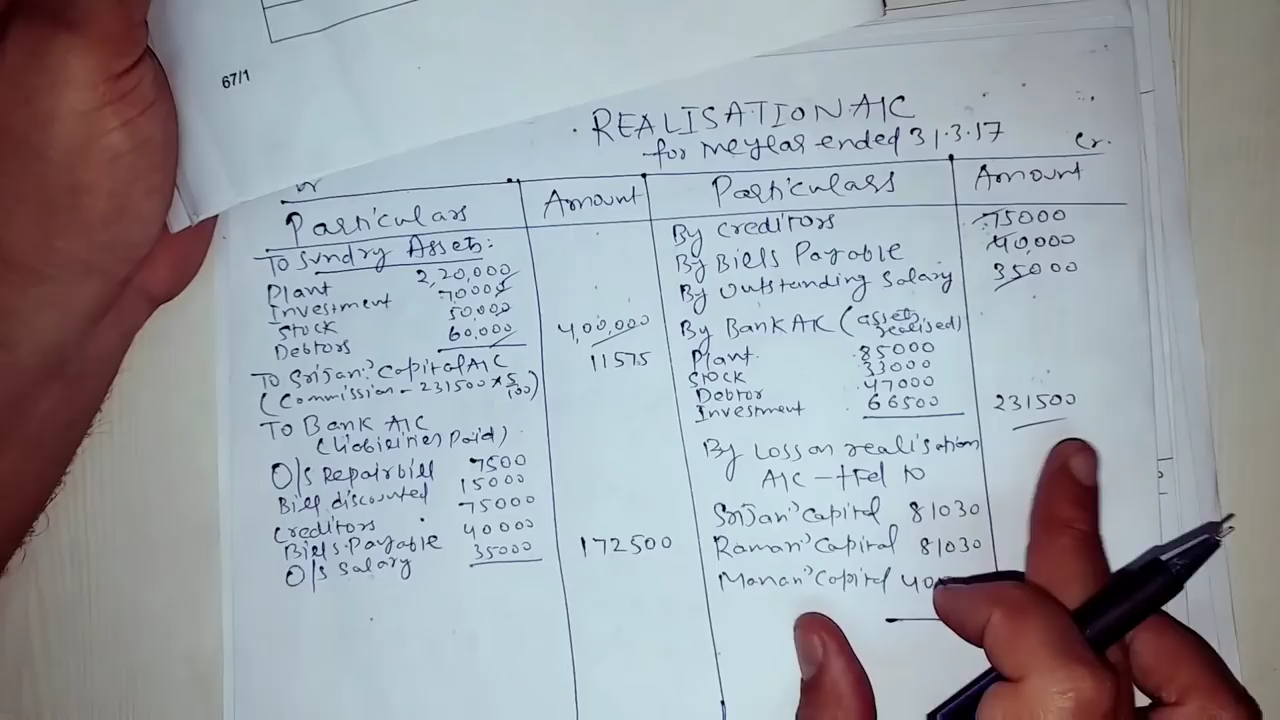 67/1
REALISATION A/C
for the year ended 31.3.17
Cr.
Particulars Amount Particulars Amount
To Sundry Assets:
Plant 2,20,000
Investment 70000
Stock 50,000
Debtors 60,000 4,00,000
To Srijan's Capital A/C 11575
(Commission - 231500 × 5/100)
To Bank A/C
(Liabilities Paid)
O/s Repair bill 7500
Bill discounted 15000
Creditors 75000
Bills Payable 40000
O/s Salary 35000 172500
By Creditors 75000
By Bills Payable 40,000
By Outstanding Salary 35000
By Bank A/C (assets realised)
Plant 85000
Stock 33000
Debtor 47000
Investment 66500 231500
By Loss on realisation
A/C - tfed to
Srijan's Capital 81030
Raman's Capital 81030
Manan's Capital